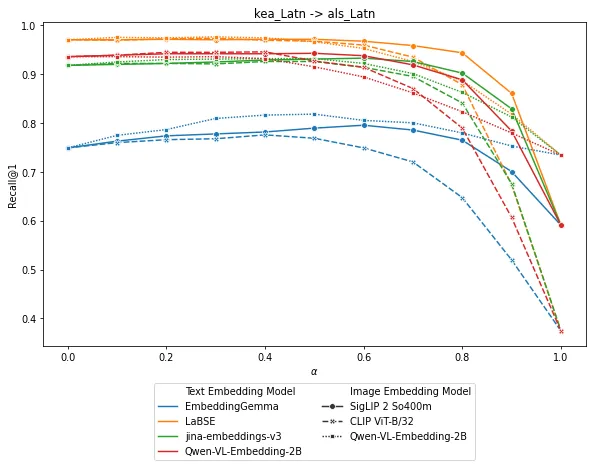 kea_Latn -> als_Latn
1.0
0.9
0.8
0.7
0.6
0.5
0.4
Recall@1
0.0 0.2 0.4 0.6 0.8 1.0
α
Text Embedding Model
EmbeddingGemma
LaBSE
jina-embeddings-v3
Qwen-VL-Embedding-2B
Image Embedding Model
SigLIP 2 So400m
CLIP ViT-B/32
Qwen-VL-Embedding-2B